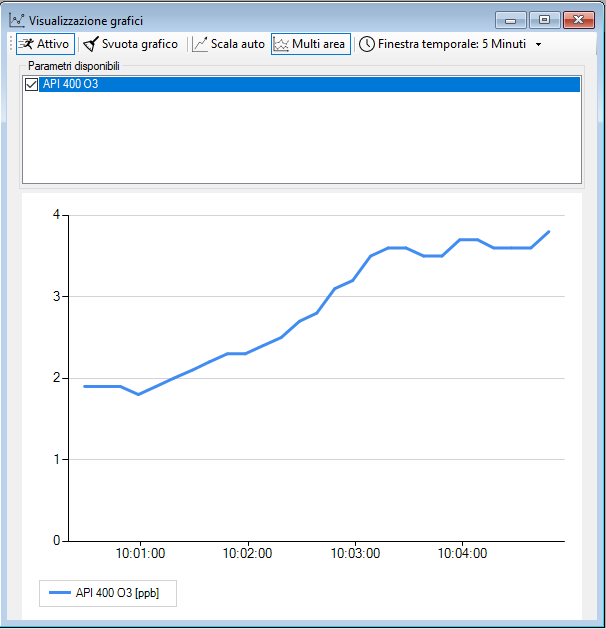 Visualizzazione grafici
Attivo Svuota grafico Scala auto Multi area Finestra temporale: 5 Minuti
Parametri disponibili
API 400 O3
4
3
2
1
0
10:01:00 10:02:00 10:03:00 10:04:00
API 400 O3 [ppb]